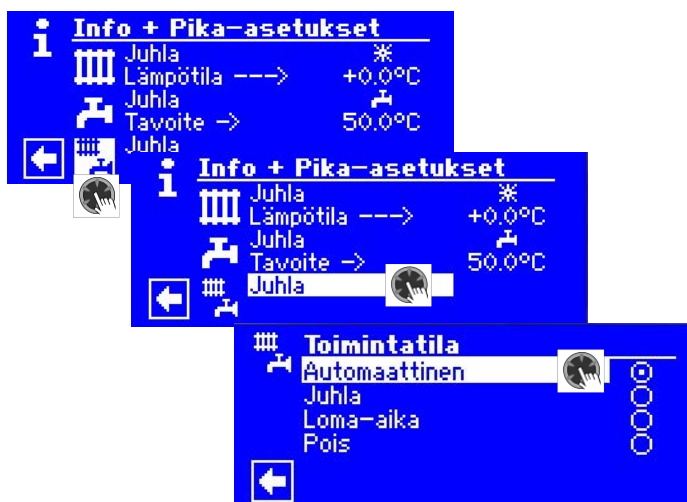 Info + Pika-asetukset
Juhla
Lämpötila ---> +0.0°C
Juhla
Tavoite -> 50.0°C
Juhla
Info + Pika-asetukset
Juhla
Lämpötila ---> +0.0°C
Juhla
Tavoite -> 50.0°C
Juhla
Toimintatila
Automaattinen
Juhla
Loma-aika
Pois